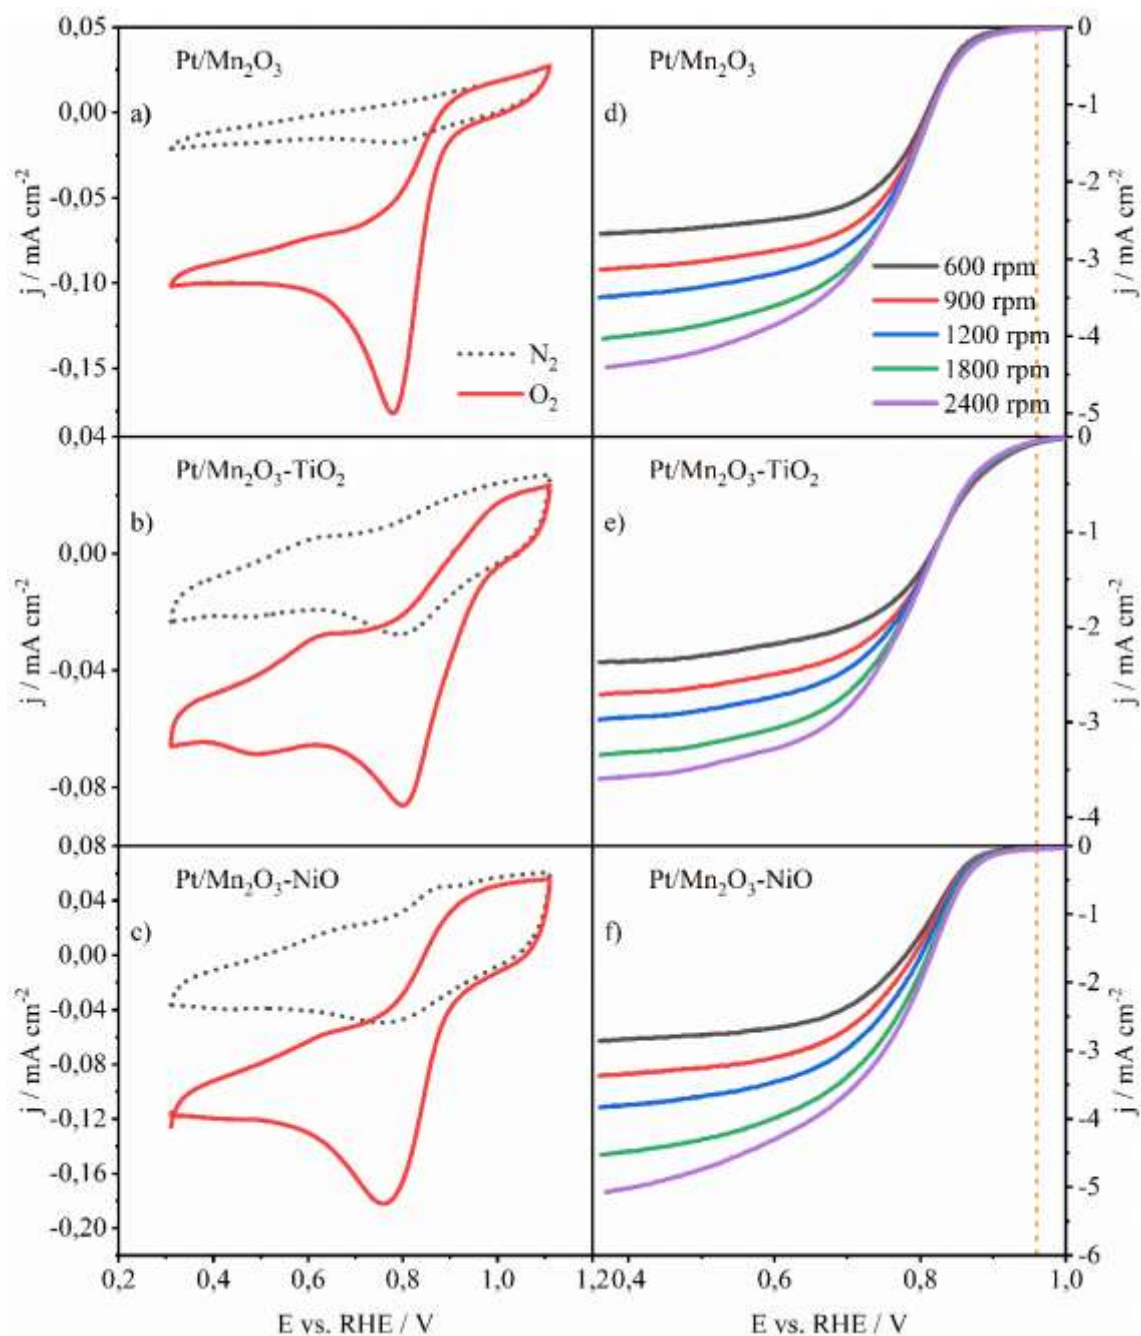 0,05
0,00
-0,05
-0,10
-0,15
j / mA cm-2
Pt/Mn2O3
a)
N2
O2
Pt/Mn2O3
d)
600 rpm
900 rpm
1200 rpm
1800 rpm
2400 rpm
0
-1
-2
-3
-4
-5
j / mA cm-2
0,04
0,00
-0,04
-0,08
j / mA cm-2
Pt/Mn2O3-TiO2
b)
Pt/Mn2O3-TiO2
e)
0
-1
-2
-3
-4
j / mA cm-2
0,08
0,04
0,00
-0,04
-0,08
-0,12
-0,16
-0,20
j / mA cm-2
Pt/Mn2O3-NiO
c)
Pt/Mn2O3-NiO
f)
0
-1
-2
-3
-4
-5
-6
j / mA cm-2
0,2 0,4 0,6 0,8 1,0 1,2 0,4 0,6 0,8 1,0
E vs. RHE / V E vs. RHE / V